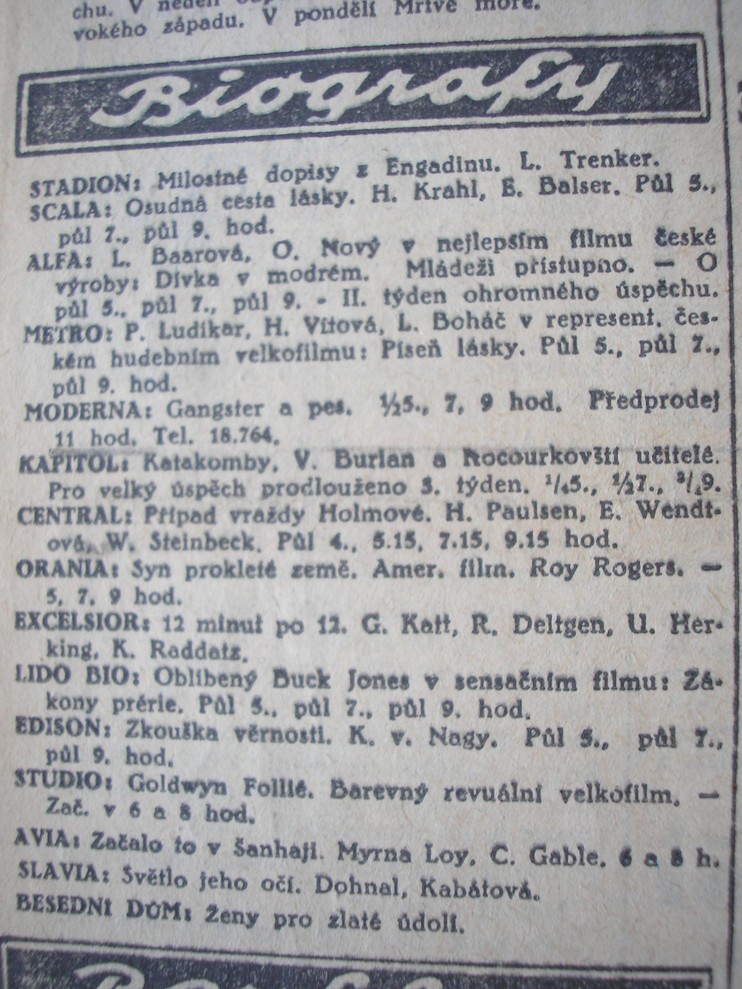 chu. V neděli
vokého západu. V pondělí Mrtvé moře.
Biografy
STADION: Milostné dopisy z Engadinu. L. Trenker.
SCALA: Osudná cesta lásky. H. Krahl, E. Balser. Půl 5.,
půl 7., půl 9. hod.
ALFA: L. Baarová, O. Nový v nejlepším filmu české
výroby: Dívka v modrém. Mládeži přístupno. — O
půl 5., půl 7., půl 9. - II. týden ohromného úspěchu.
METRO: P. Ludikar, H. Vítová, L. Boháč v represent. čes-
kém hudebním velkofilmu: Píseň lásky. Půl 5., půl 7.,
půl 9. hod.
MODERNA: Gangster a pes. ½5., 7, 9 hod. Předprodej
11 hod. Tel. 18.764.
KAPITOL: Katakomby. V. Burian a Rocourkovští učitelé.
Pro velký úspěch prodlouženo 3. týden. ¼5., ½7., ¾9.
CENTRAL: Případ vraždy Holmové. H. Paulsen, E. Wendt-
ová, W. Steinbeck. Půl 4., 5.15, 7.15, 9.15 hod.
ORANIA: Syn prokleté země. Amer. film. Roy Rogers. —
5, 7, 9 hod.
EXCELSIOR: 12 minut po 12. G. Katt, R. Deltgen, U. Her-
king, K. Raddatz.
LIDO BIO: Oblíbený Buck Jones v sensačním filmu: Zá-
kony prérie. Půl 5., půl 7., půl 9. hod.
EDISON: Zkouška věrnosti. K. v. Nagy. Půl 5., půl 7.,
půl 9. hod.
STUDIO: Goldwyn Follié. Barevný revuální velkofilm. —
Zač. v 6 a 8 hod.
AVIA: Začalo to v Šanhaji. Myrna Loy, C. Gable. 6 a 8 h.
SLAVIA: Světlo jeho očí. Dohnal, Kabátová.
BESEDNÍ DŮM: Ženy pro zlaté údolí.